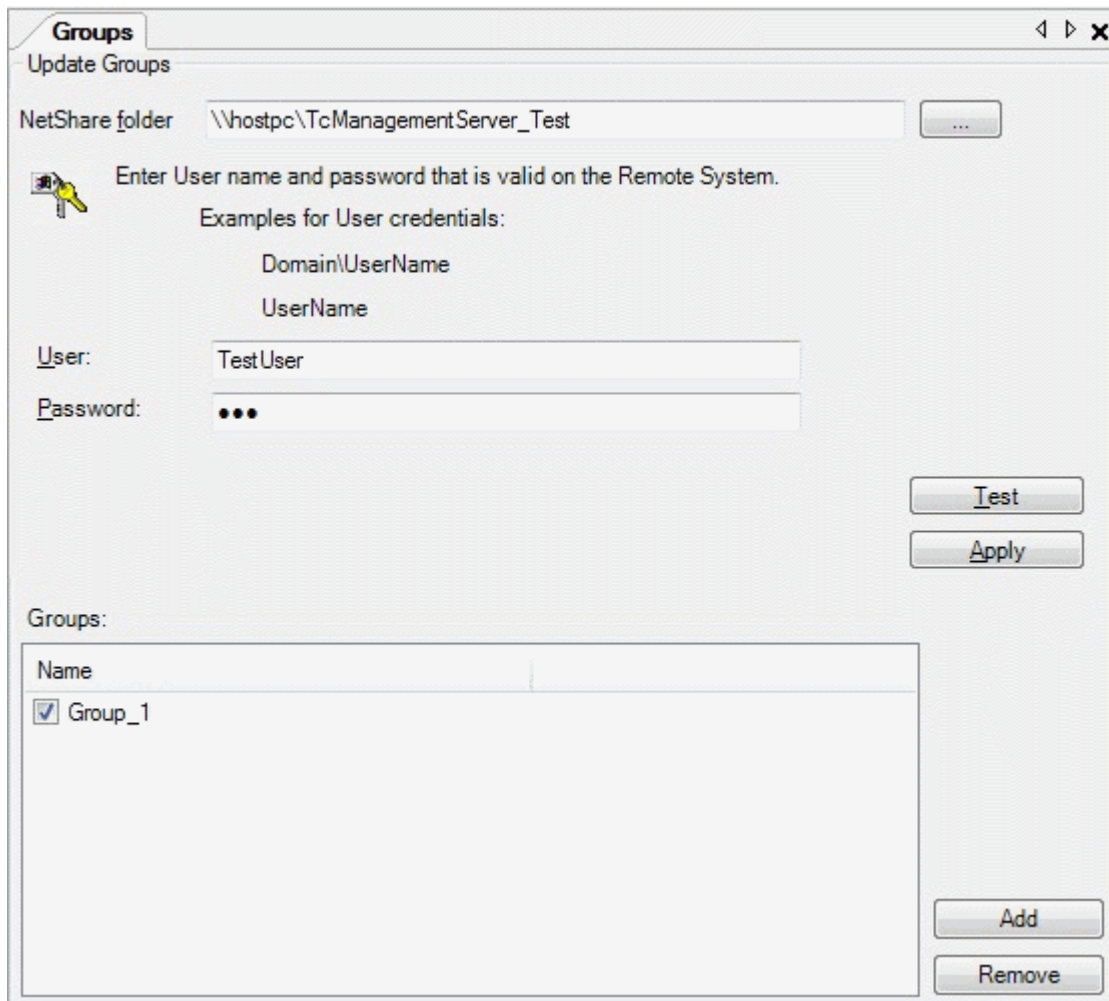 Groups
Update Groups
NetShare folder \\hostpc\TcManagementServer_Test ...
Enter User name and password that is valid on the Remote System.
Examples for User credentials:
Domain\UserName
UserName
User: TestUser
Password: ●●●
Test
Apply
Groups:
Name
Group_1
Add
Remove